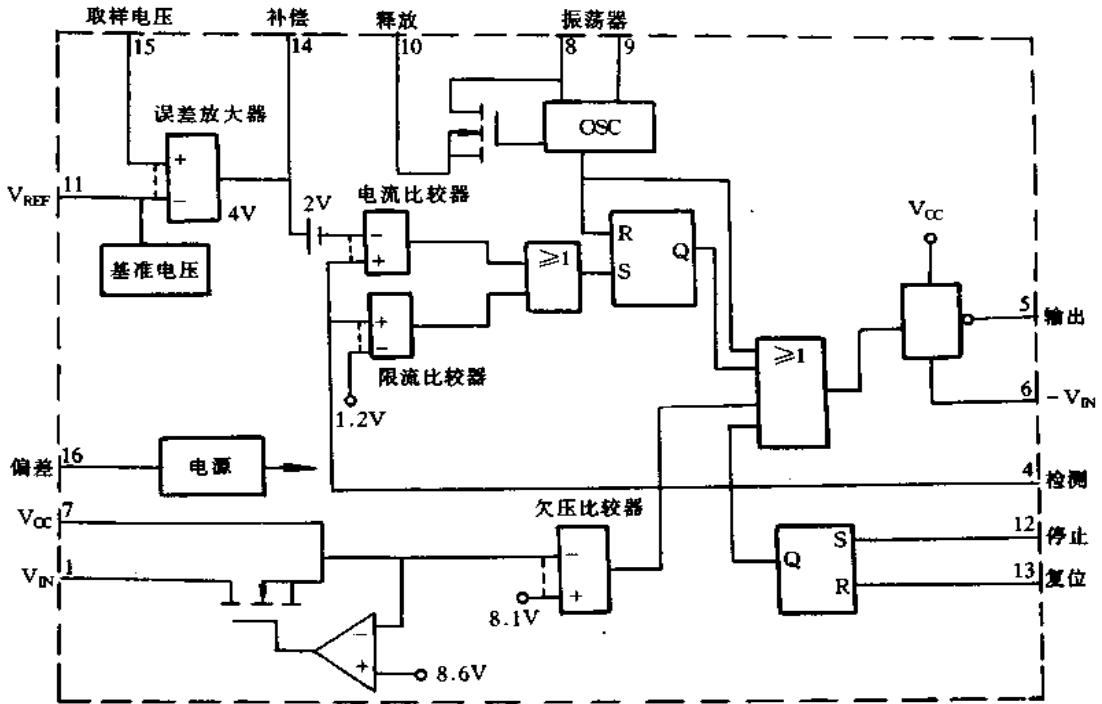 取样电压
15
补偿
14
释放
10
振荡器
8
9
误差放大器
+
−
4V
V_REF
11
基准电压
OSC
电流比较器
2V
−
+
≥1
R
S
Q
V_CC
5
输出
+
−
限流比较器
1.2V
≥1
6
−V_IN
偏差
16
电源
4
检测
V_CC
7
欠压比较器
12
停止
V_IN
1
−
+
8.1V
Q
S
R
13
复位
−
+
8.6V